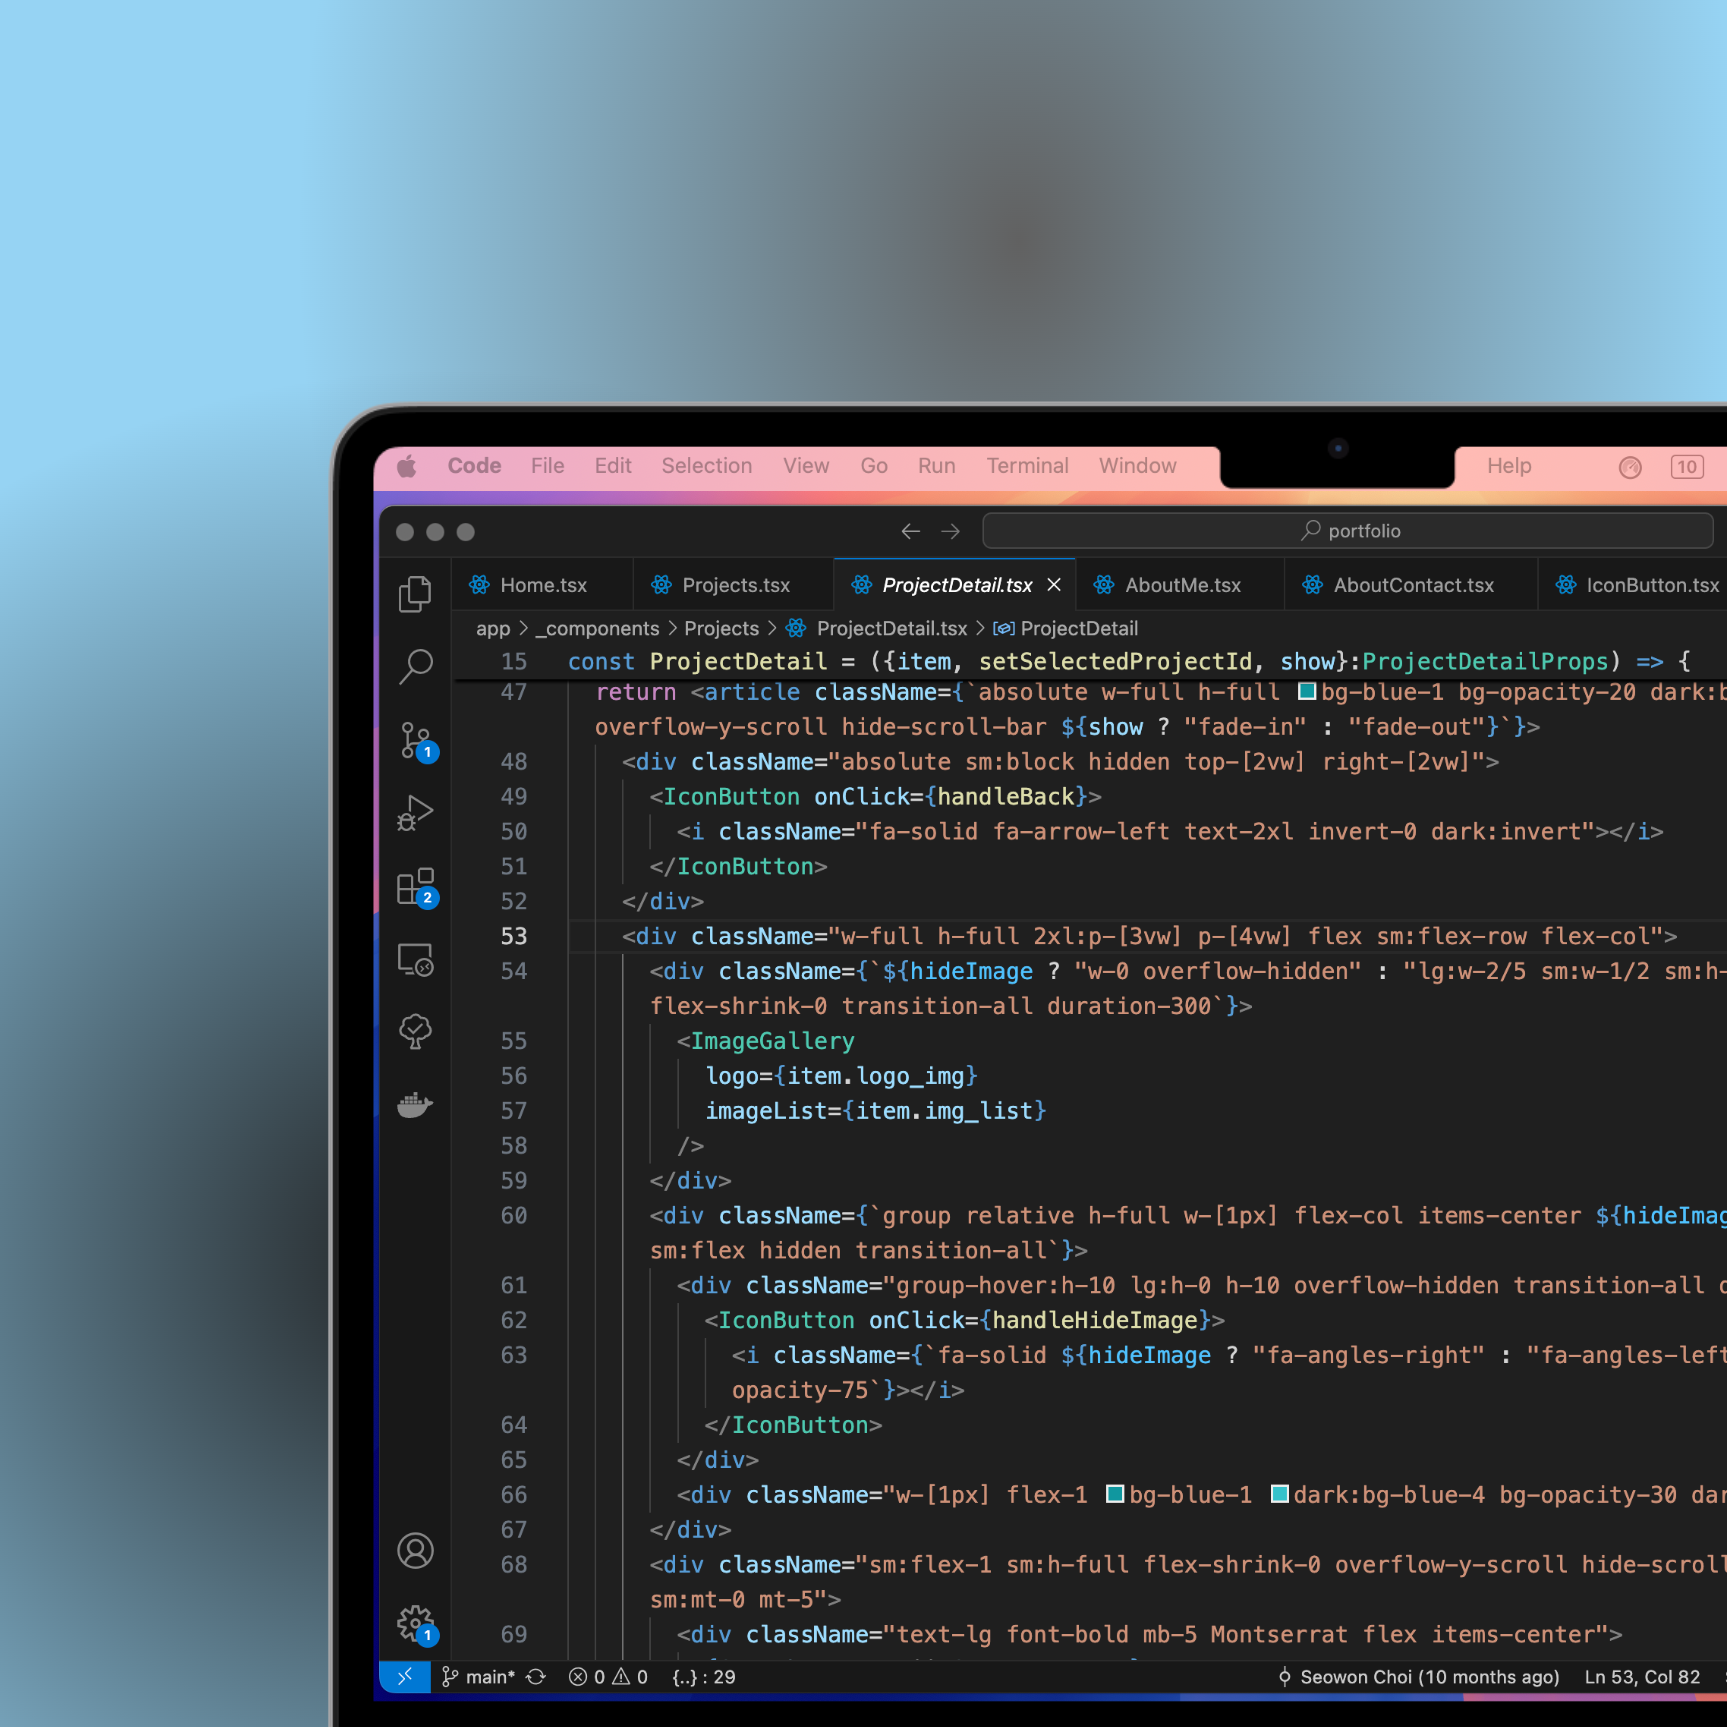 Code File Edit Selection View Go Run Terminal Window Help 10
portfolio
Home.tsx Projects.tsx ProjectDetail.tsx AboutMe.tsx AboutContact.tsx IconButton.tsx
app > _components > Projects > ProjectDetail.tsx > ProjectDetail
15 const ProjectDetail = ({item, setSelectedProjectId, show}:ProjectDetailProps) => {
47 return <article className={`absolute w-full h-full bg-blue-1 bg-opacity-20 dark:b
overflow-y-scroll hide-scroll-bar ${show ? "fade-in" : "fade-out"}`}>
48 <div className="absolute sm:block hidden top-[2vw] right-[2vw]">
49 <IconButton onClick={handleBack}>
50 <i className="fa-solid fa-arrow-left text-2xl invert-0 dark:invert"></i>
51 </IconButton>
52 </div>
53 <div className="w-full h-full 2xl:p-[3vw] p-[4vw] flex sm:flex-row flex-col">
54 <div className={`${hideImage ? "w-0 overflow-hidden" : "lg:w-2/5 sm:w-1/2 sm:h-
flex-shrink-0 transition-all duration-300`}>
55 <ImageGallery
56 logo={item.logo_img}
57 imageList={item.img_list}
58 />
59 </div>
60 <div className={`group relative h-full w-[1px] flex-col items-center ${hideImag
sm:flex hidden transition-all`}>
61 <div className="group-hover:h-10 lg:h-0 h-10 overflow-hidden transition-all
62 <IconButton onClick={handleHideImage}>
63 <i className={`fa-solid ${hideImage ? "fa-angles-right" : "fa-angles-left
opacity-75`}></i>
64 </IconButton>
65 </div>
66 <div className="w-[1px] flex-1 bg-blue-1 dark:bg-blue-4 bg-opacity-30 dar
67 </div>
68 <div className="sm:flex-1 sm:h-full flex-shrink-0 overflow-y-scroll hide-scroll
sm:mt-0 mt-5">
69 <div className="text-lg font-bold mb-5 Montserrat flex items-center">
1
2
1
main* 0 0 {..} : 29 Seowon Choi (10 months ago) Ln 53, Col 82